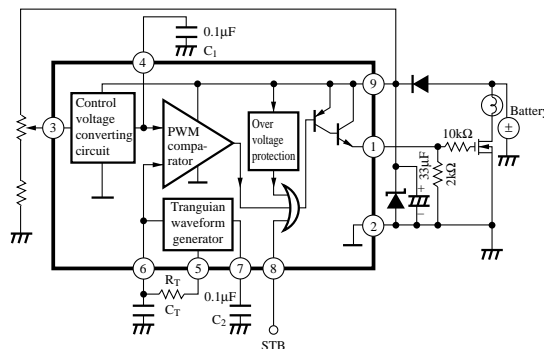 0.1μF
C1
4
9
3
Control
voltage
converting
circuit
PWM
compa-
rator
Over
voltage
protection
1
10kΩ
Battery
±
33μF
2kΩ
+
−
Tranguian
waveform
generator
2
6
5
7
8
RT
CT
0.1μF
C2
STB